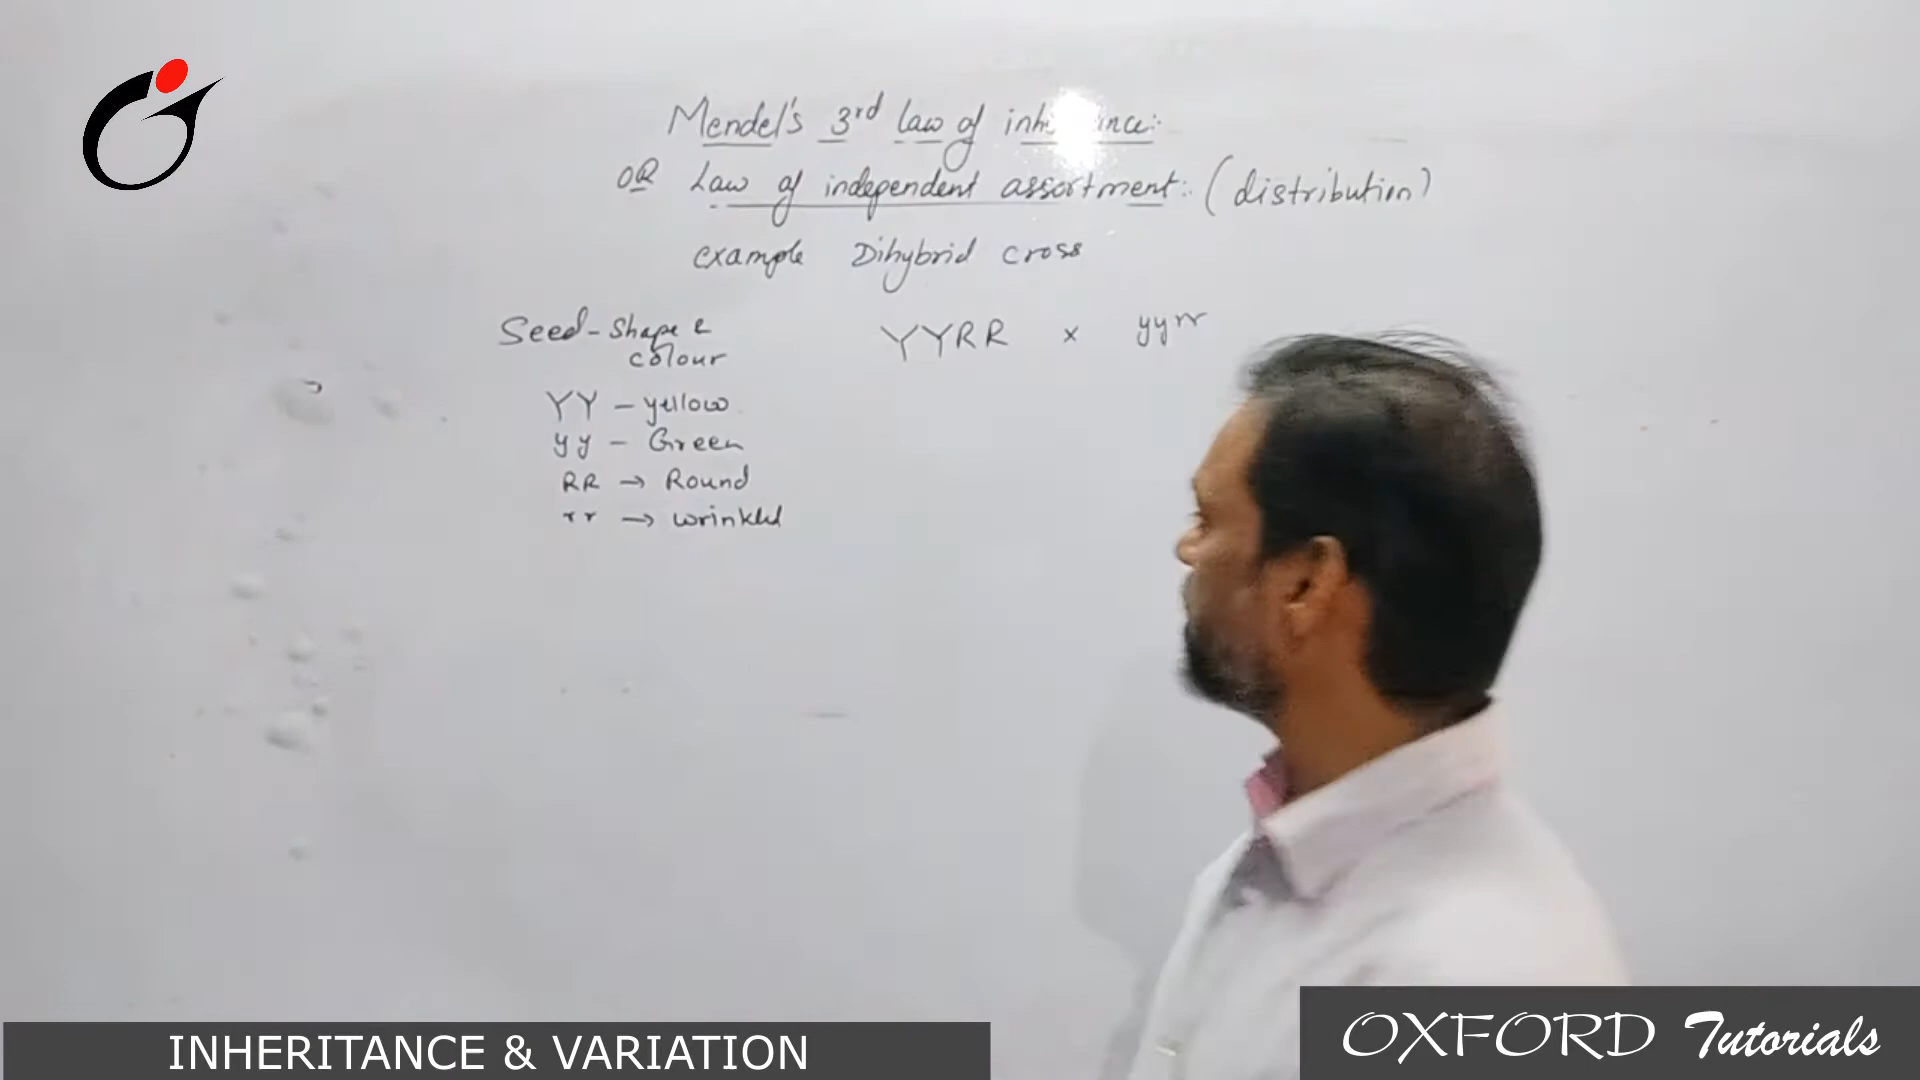 Mendel's 3rd law of
OR Law of independent assortment:- (distribution)
example Dihybrid cross
Seed - Shape &
colour
YYRR x yyrr
YY - yellow
yy - Green
RR → Round
rr → wrinkled
INHERITANCE & VARIATION
OXFORD Tutorials